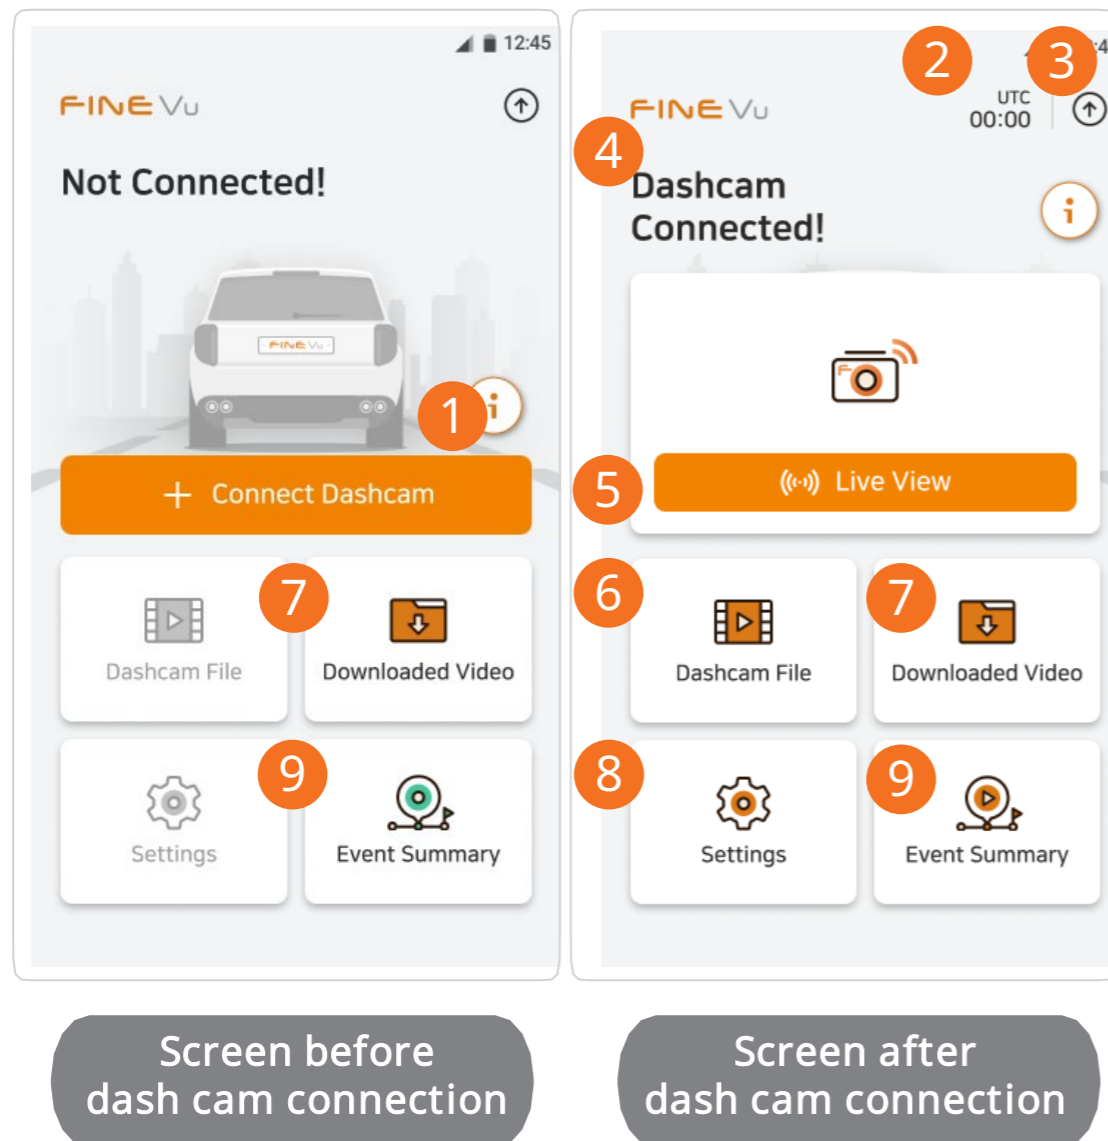 12:45
FINE Vu
Not Connected!
FINE Vu
1
i
+ Connect Dashcam
7
Dashcam File
Downloaded Video
9
Settings
Event Summary
Screen before
dash cam connection
2
3
:4
UTC
00:00
FINE Vu
4
Dashcam
Connected!
i
F
5
Live View
6
7
Dashcam File
Downloaded Video
8
9
Settings
Event Summary
Screen after
dash cam connection